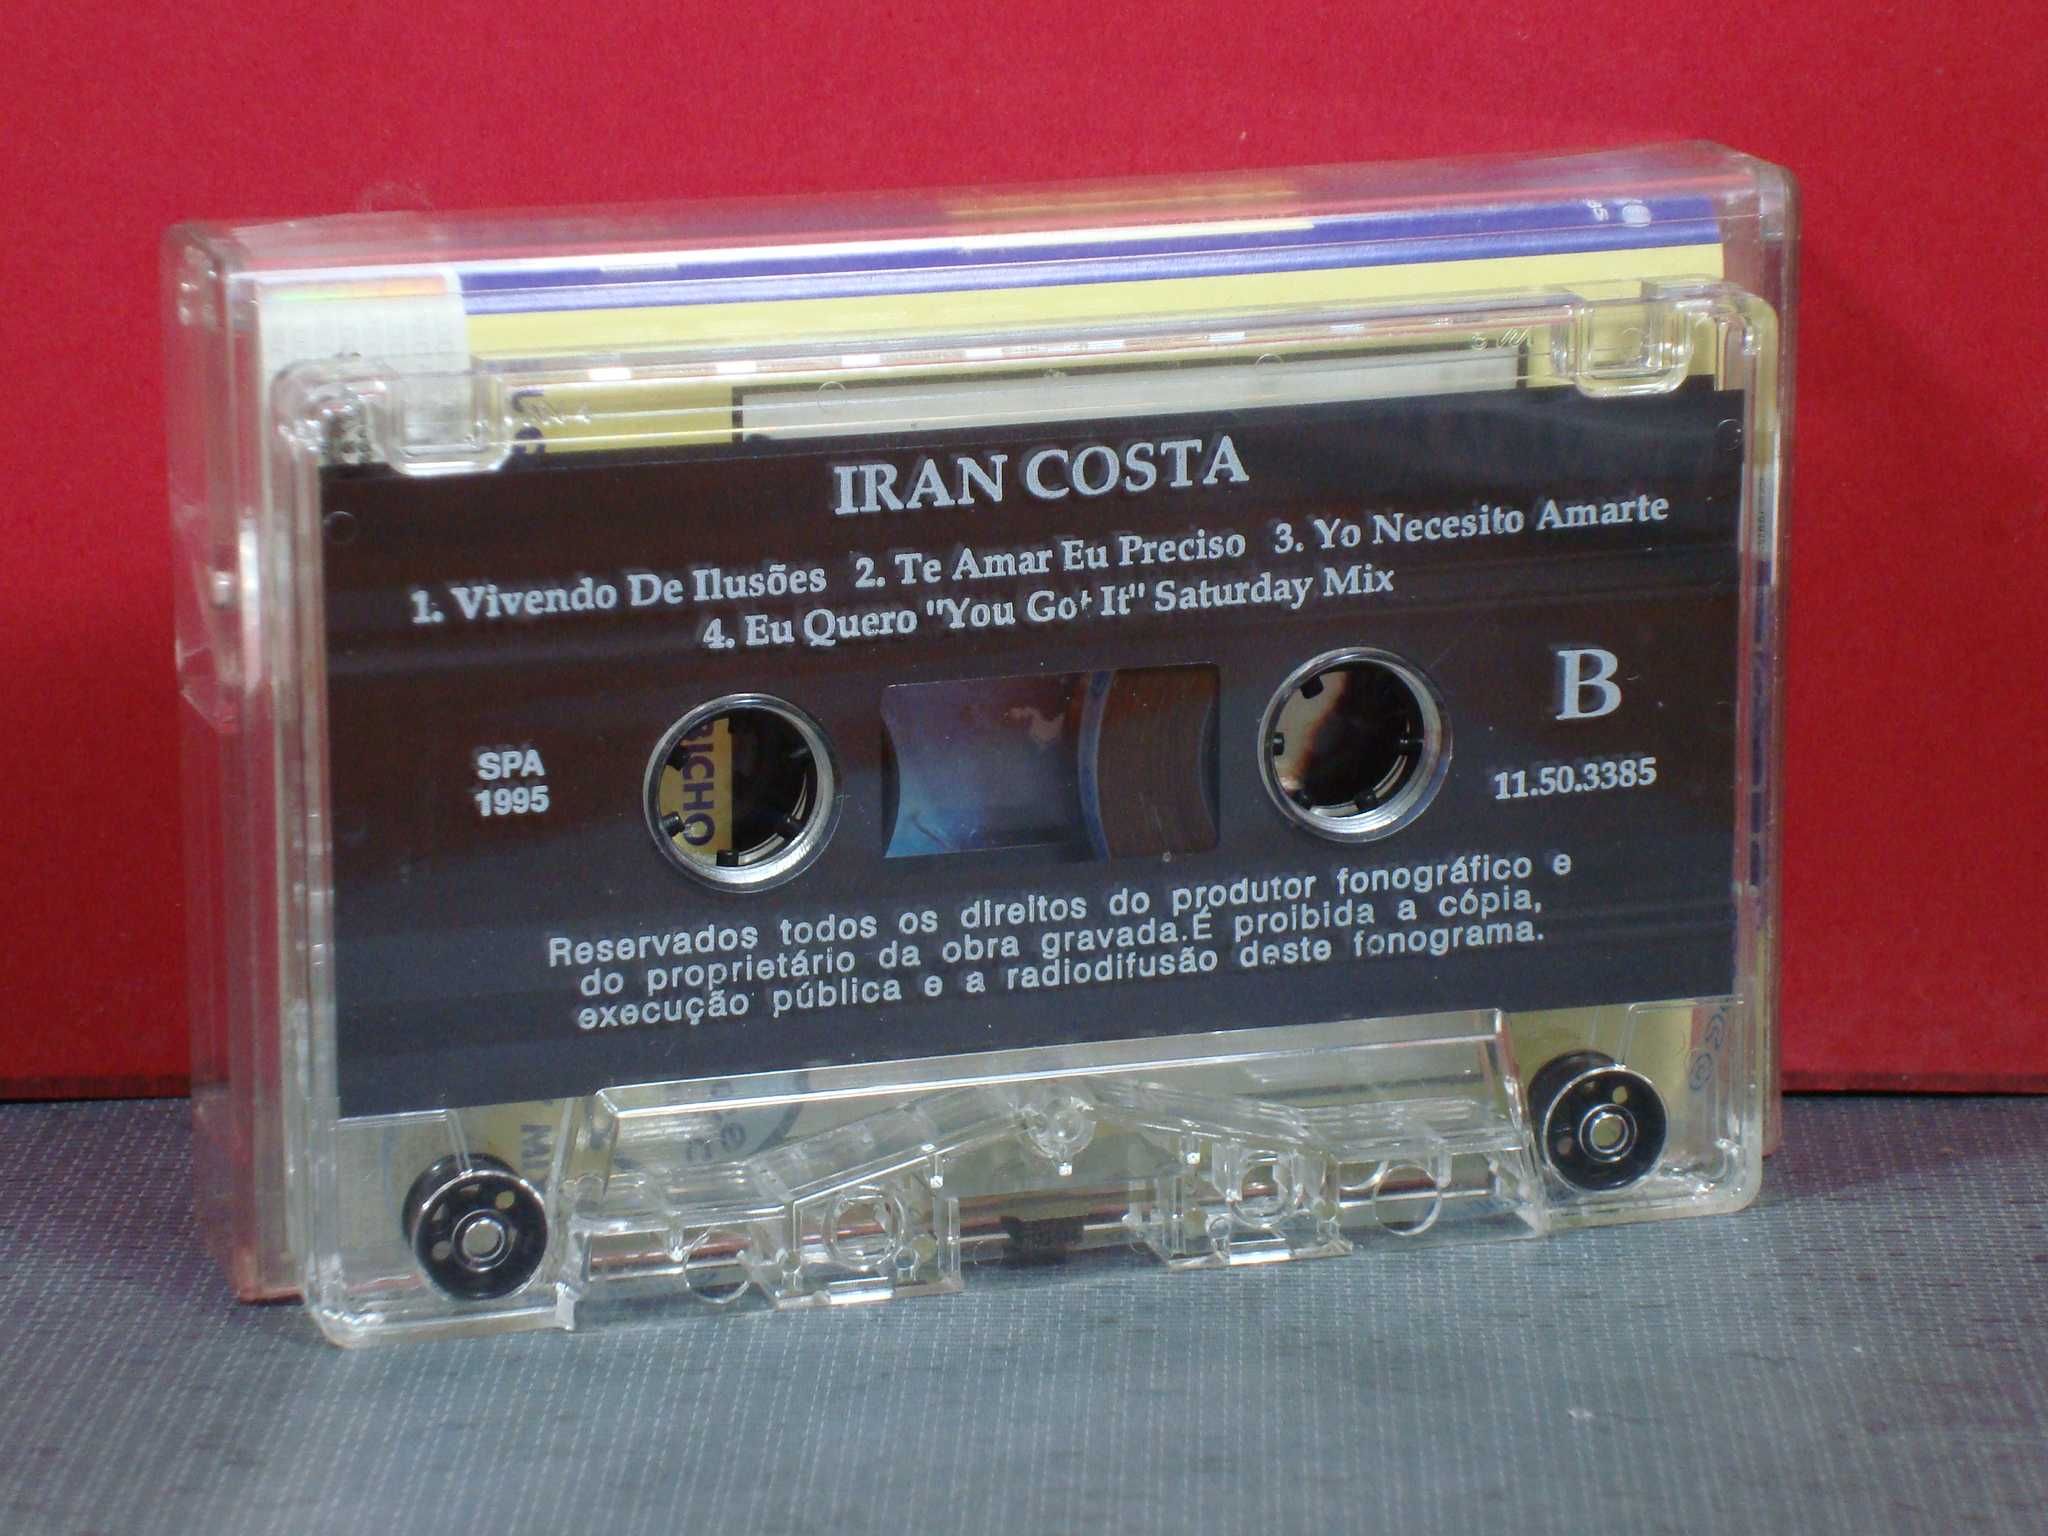 IRAN COSTA
1. Vivendo De Ilusões 2. Te Amar Eu Preciso 3. Yo Necesito Amarte
4. Eu Quero "You Got It" Saturday Mix
B
SPA
1995
11.50.3385
Reservados todos os direitos do produtor fonográfico e
do proprietário da obra gravada.É proibida a cópia,
execução pública e a radiodifusão deste fonograma.